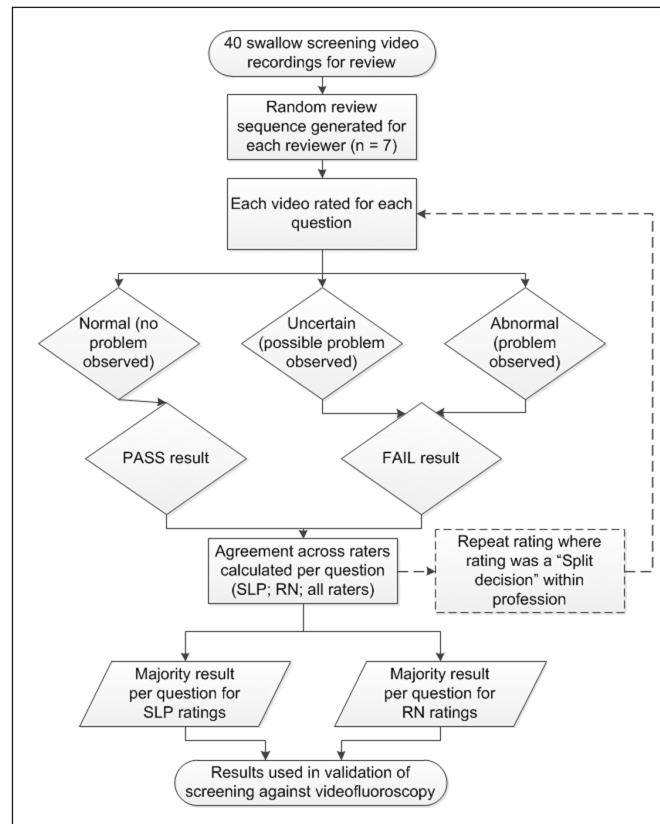 40 swallow screening video
recordings for review
Random review
sequence generated for
each reviewer (n = 7)
Each video rated for each
question
Normal (no
problem
observed)
Uncertain
(possible problem
observed)
Abnormal
(problem
observed)
PASS result
FAIL result
Agreement across raters
calculated per question
(SLP; RN; all raters)
Repeat rating where
rating was a “Split
decision” within
profession
Majority result
per question for
SLP ratings
Majority result
per question for
RN ratings
Results used in validation of
screening against videofluoroscopy